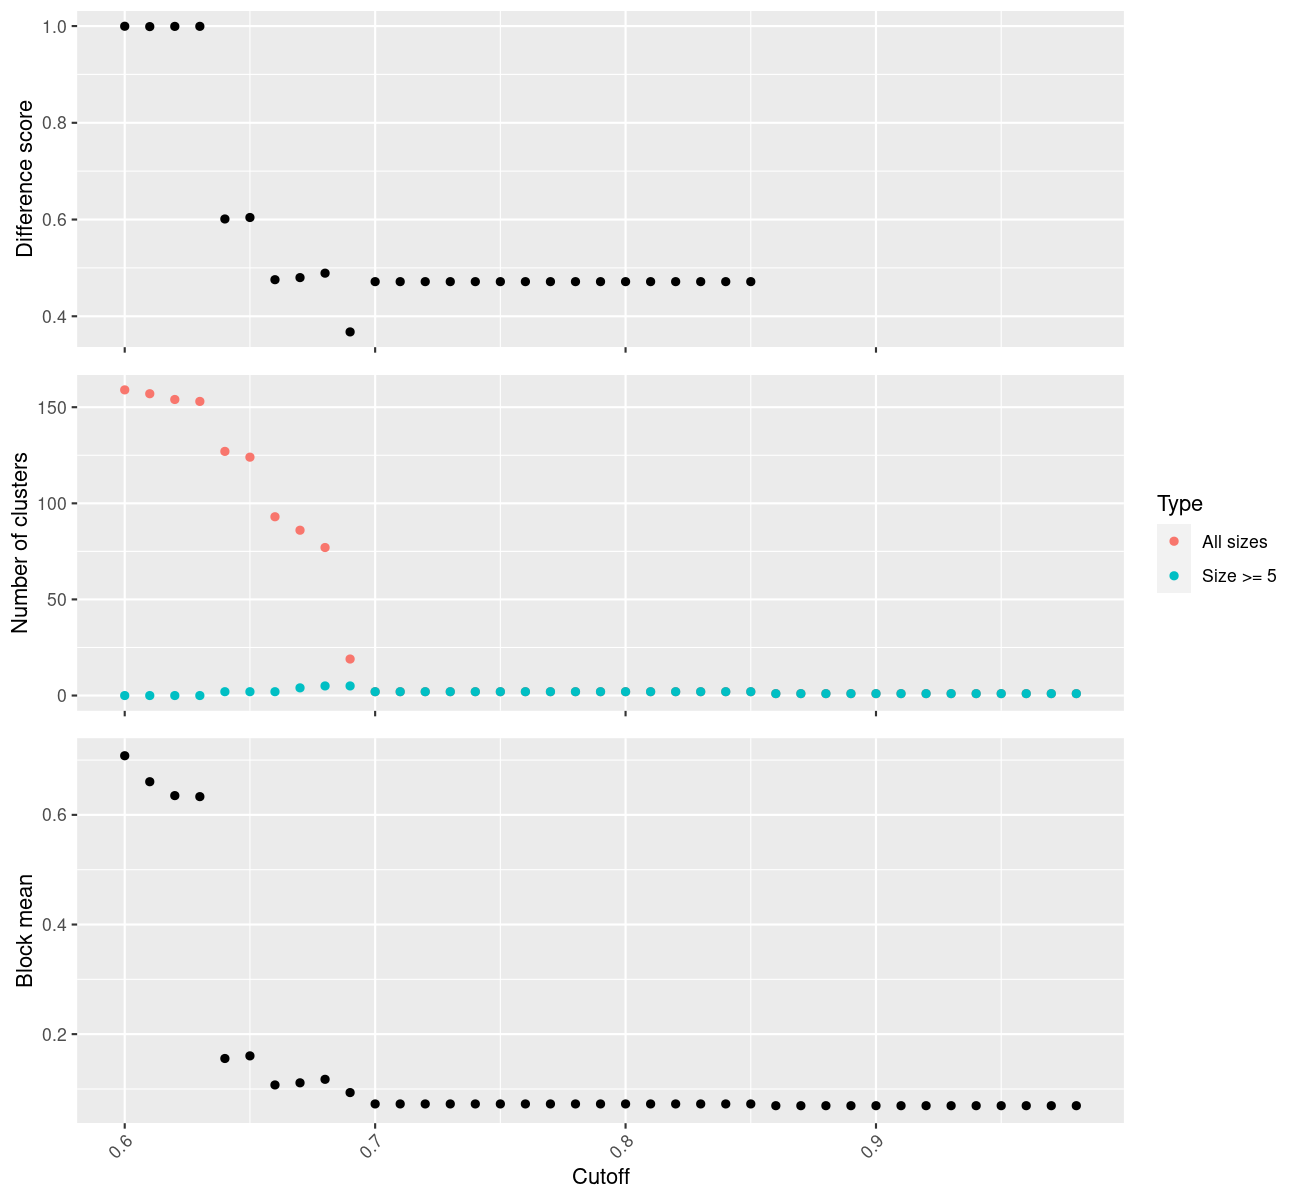 Difference score
1.0
0.8
0.6
0.4
Number of clusters
150
100
50
0
Type
All sizes
Size >= 5
Block mean
0.6
0.4
0.2
0.6
0.7
0.8
0.9
Cutoff